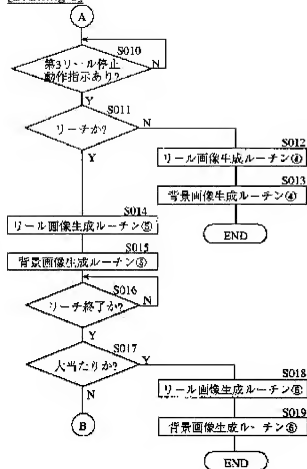 A
S010
第3リール停止
動作指示あり?
N
Y
S011
リーチか?
N
Y
S012
リール画像生成ルーチン④
S013
背景画像生成ルーチン④
END
S014
リール画像生成ルーチン⑤
S015
背景画像生成ルーチン⑤
S016
リーチ終了か?
N
Y
S017
大当たりか?
Y
N
S018
リール画像生成ルーチン⑥
S019
背景画像生成ルーチン⑥
B
END